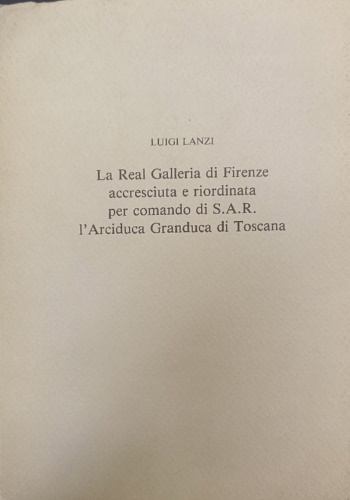 LUIGI LANZI
La Real Galleria di Firenze
accresciuta e riordinata
per comando di S.A.R.
l'Arciduca Granduca di Toscana